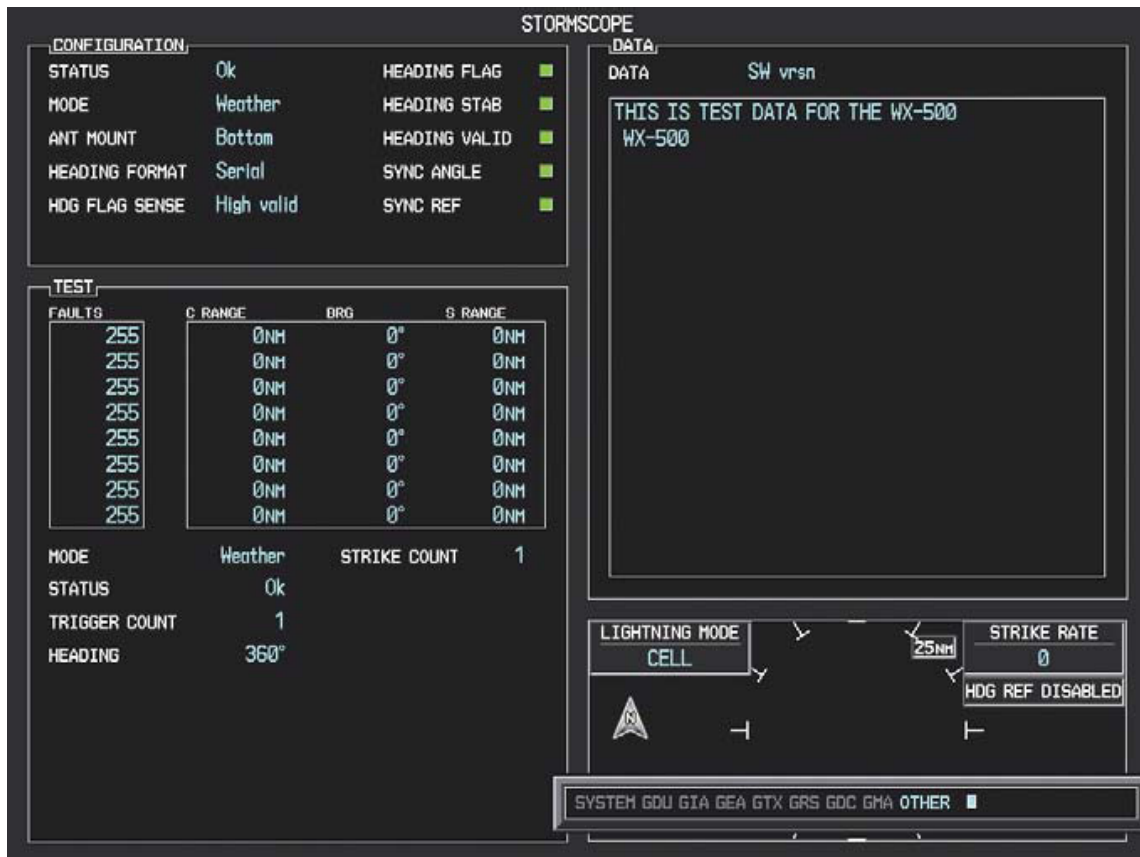 STORMSCOPE
CONFIGURATION
STATUS Ok HEADING FLAG
MODE Weather HEADING STAB
ANT MOUNT Bottom HEADING VALID
HEADING FORMAT Serial SYNC ANGLE
HDG FLAG SENSE High valid SYNC REF
TEST
FAULTS C RANGE BRG S RANGE
255 0NM 0° 0NM
255 0NM 0° 0NM
255 0NM 0° 0NM
255 0NM 0° 0NM
255 0NM 0° 0NM
255 0NM 0° 0NM
255 0NM 0° 0NM
255 0NM 0° 0NM
MODE Weather STRIKE COUNT 1
STATUS Ok
TRIGGER COUNT 1
HEADING 360°
DATA
DATA SW vrsn
THIS IS TEST DATA FOR THE WX-500
WX-500
LIGHTNING MODE
CELL
25NM
STRIKE RATE
0
HDG REF DISABLED
N
SYSTEM GDU GIA GEA GTX GRS GDC GMA OTHER